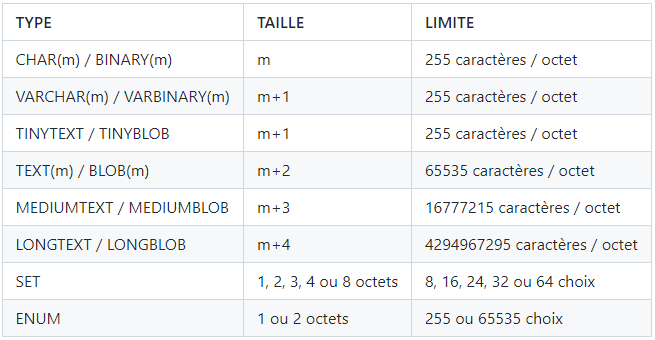 TYPE TAILLE LIMITE
CHAR(m) / BINARY(m) m 255 caractères / octet
VARCHAR(m) / VARBINARY(m) m+1 255 caractères / octet
TINYTEXT / TINYBLOB m+1 255 caractères / octet
TEXT(m) / BLOB(m) m+2 65535 caractères / octet
MEDIUMTEXT / MEDIUMBLOB m+3 16777215 caractères / octet
LONGTEXT / LONGBLOB m+4 4294967295 caractères / octet
SET 1, 2, 3, 4 ou 8 octets 8, 16, 24, 32 ou 64 choix
ENUM 1 ou 2 octets 255 ou 65535 choix